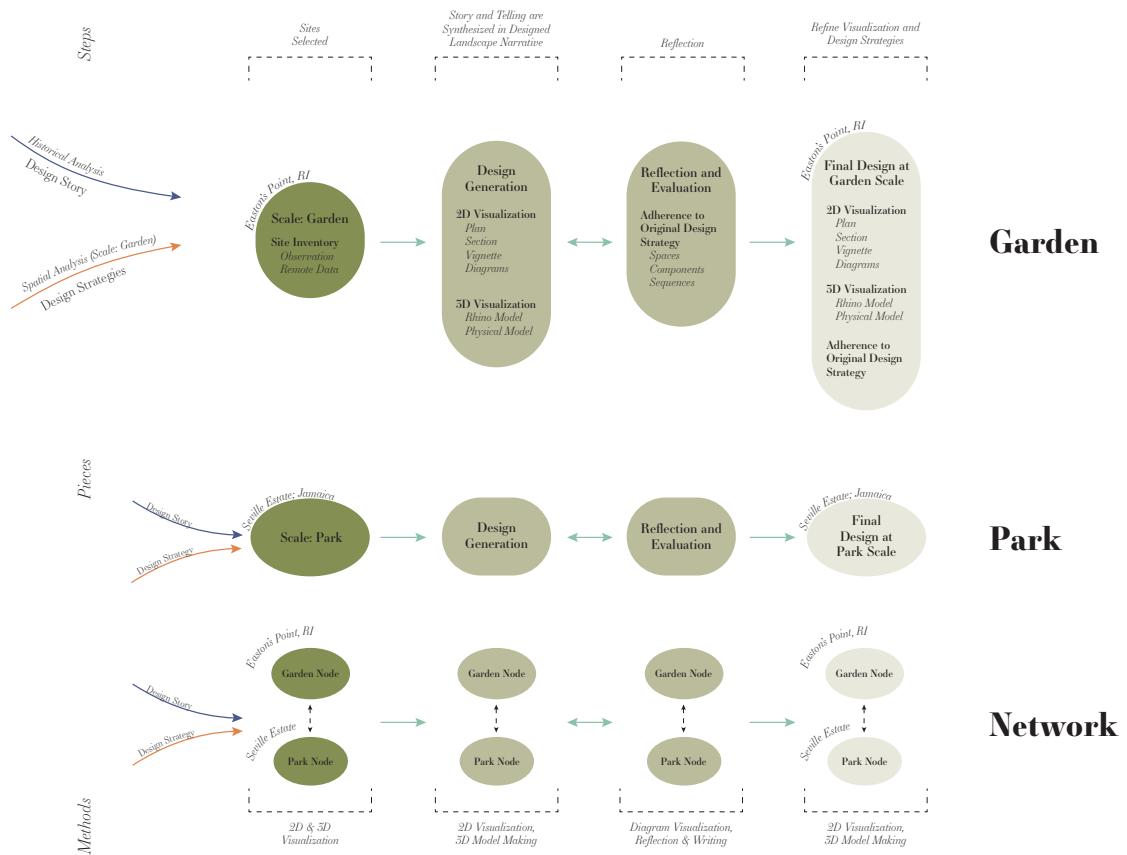 Steps
Sites
Selected
Story and Telling are
Synthesized in Designed
Landscape Narrative
Reflection
Refine Visualization and
Design Strategies
Historical Analysis
Design Story
Spatial Analysis (Scale: Garden)
Design Strategies
Easton's Point, RI
Scale: Garden
Site Inventory
Observation
Remote Data
Design
Generation
2D Visualization
Plan
Section
Vignette
Diagrams
3D Visualization
Rhino Model
Physical Model
Reflection and
Evaluation
Adherence to
Original Design
Strategy
Spaces
Components
Sequences
Easton's Point, RI
Final Design at
Garden Scale
2D Visualization
Plan
Section
Vignette
Diagrams
3D Visualization
Rhino Model
Physical Model
Adherence to
Original Design
Strategy
Garden
Pieces
Design Story
Design Strategy
Seville Estate; Jamaica
Scale: Park
Design
Generation
Reflection and
Evaluation
Seville Estate; Jamaica
Final
Design at
Park Scale
Park
Design Story
Design Strategy
Easton's Point, RI
Garden Node
Seville Estate
Park Node
Garden Node
Park Node
Garden Node
Park Node
Easton's Point, RI
Garden Node
Seville Estate
Park Node
Network
Methods
2D & 3D
Visualization
2D Visualization,
3D Model Making
Diagram Visualization,
Reflection & Writing
2D Visualization,
3D Model Making